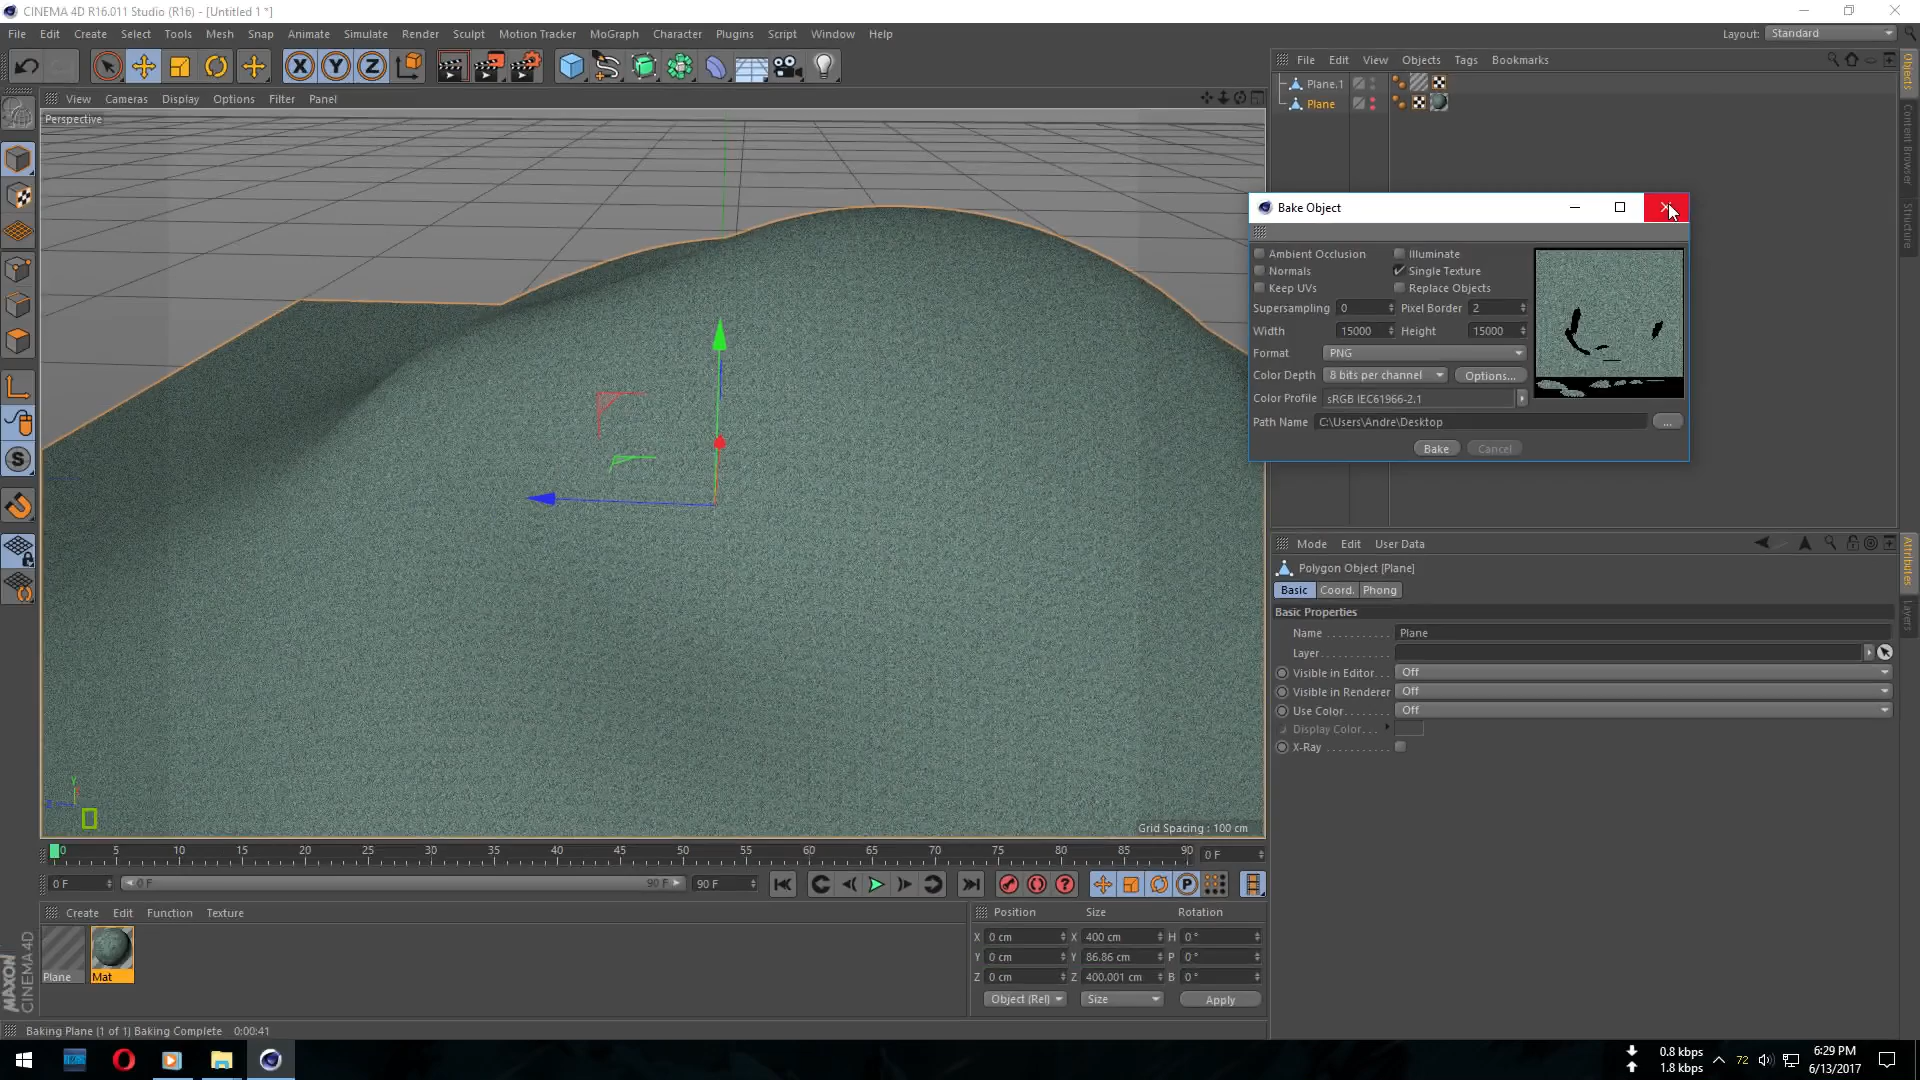 CINEMA 4D R16.011 Studio (R16) - [Untitled 1 *]
File Edit Create Select Tools Mesh Snap Animate Simulate Render Sculpt Motion Tracker MoGraph Character Plugins Script Window Help
Layout: Standard
X Y Z
View Cameras Display Options Filter Panel
Perspective
File Edit View Objects Tags Bookmarks
Plane.1
Plane
Objects
Content Browser
Structure
Bake Object
Ambient Occlusion Illuminate
Normals Single Texture
Keep UVs Replace Objects
Supersampling 0 Pixel Border 2
Width 15000 Height 15000
Format PNG
Color Depth 8 bits per channel Options...
Color Profile sRGB IEC61966-2.1
Path Name C:\Users\Andre\Desktop ...
Bake Cancel
Mode Edit User Data
Polygon Object [Plane]
Basic Coord. Phong
Basic Properties
Name Plane
Layer
Visible in Editor Off
Visible in Renderer Off
Use Color Off
Display Color
X-Ray
Attributes
Layers
Y
Grid Spacing : 100 cm
0 5 10 15 20 25 30 35 40 45 50 55 60 65 70 75 80 85 90 0 F
0 F 0 F 90 F 90 F
P
Create Edit Function Texture
Plane Mat
Position Size Rotation
X 0 cm X 400 cm H 0 °
Y 0 cm Y 86.86 cm P 0 °
Z 0 cm Z 400.001 cm B 0 °
Object (Rel) Size Apply
MAXON
CINEMA 4D
Baking Plane (1 of 1) Baking Complete 0:00:41
0.8 kbps
1.8 kbps
72
6:29 PM
6/13/2017